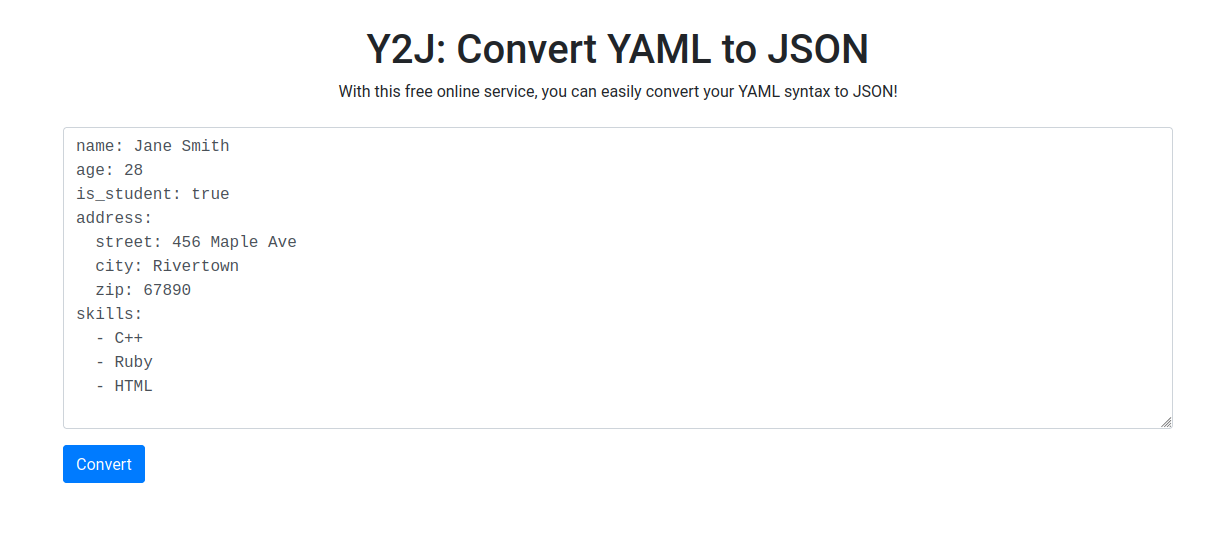 Y2J: Convert YAML to JSON
With this free online service, you can easily convert your YAML syntax to JSON!
name: Jane Smith
age: 28
is_student: true
address:
  street: 456 Maple Ave
  city: Rivertown
  zip: 67890
skills:
  - C++
  - Ruby
  - HTML
Convert